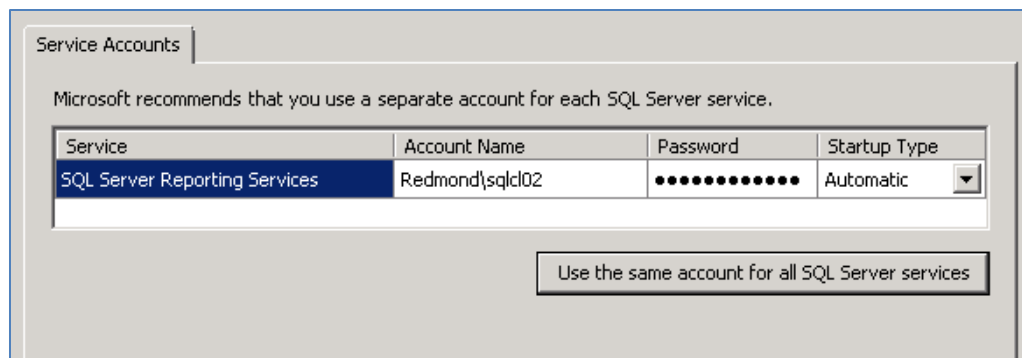 Service Accounts
Microsoft recommends that you use a separate account for each SQL Server service.
Service Account Name Password Startup Type
SQL Server Reporting Services Redmond\sqlcl02 ●●●●●●●●●●●● Automatic
Use the same account for all SQL Server services